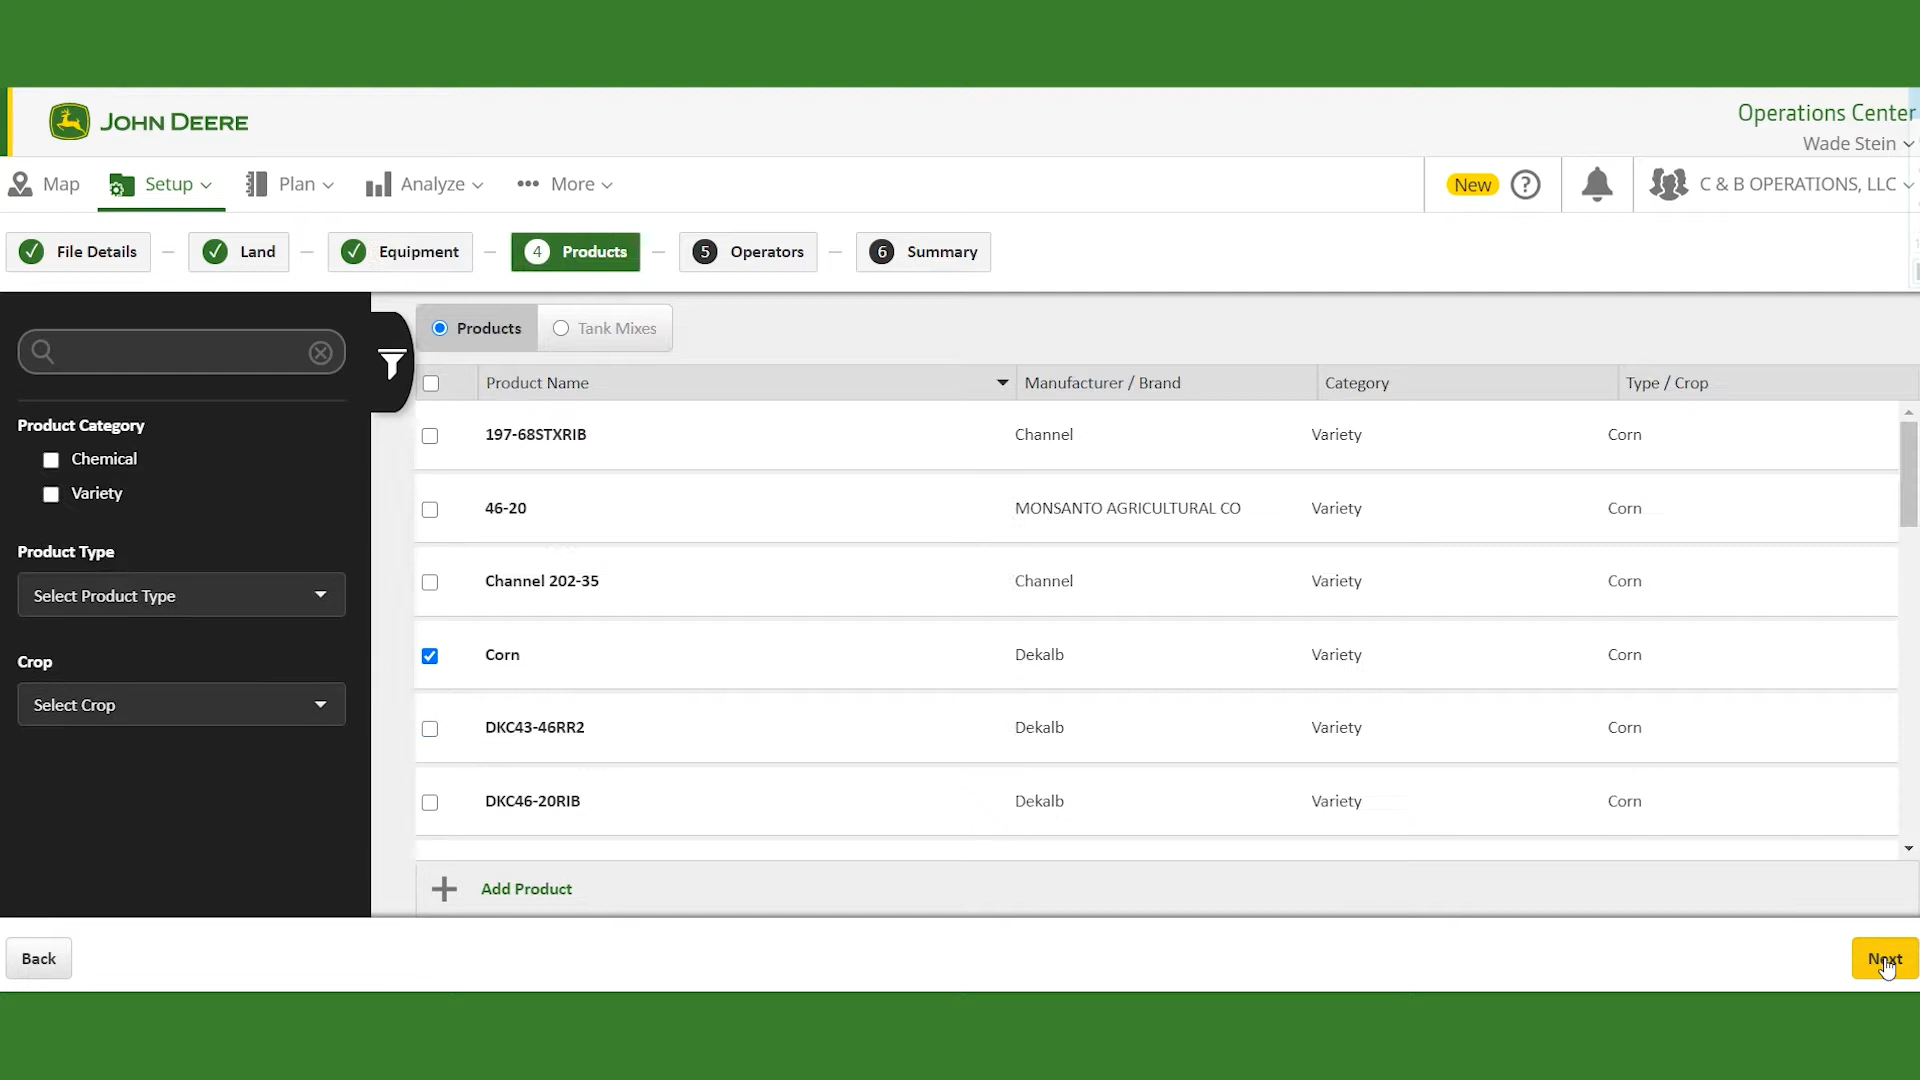 JOHN DEERE
Operations Center
Wade Stein
Map Setup Plan Analyze More New ? C & B OPERATIONS, LLC
File Details Land Equipment 4 Products 5 Operators 6 Summary
Products Tank Mixes
Product Name Manufacturer / Brand Category Type / Crop
Product Category
Chemical
Variety
Product Type
Select Product Type
Crop
Select Crop
197-68STXRIB Channel Variety Corn
46-20 MONSANTO AGRICULTURAL CO Variety Corn
Channel 202-35 Channel Variety Corn
Corn Dekalb Variety Corn
DKC43-46RR2 Dekalb Variety Corn
DKC46-20RIB Dekalb Variety Corn
Add Product
Back Next